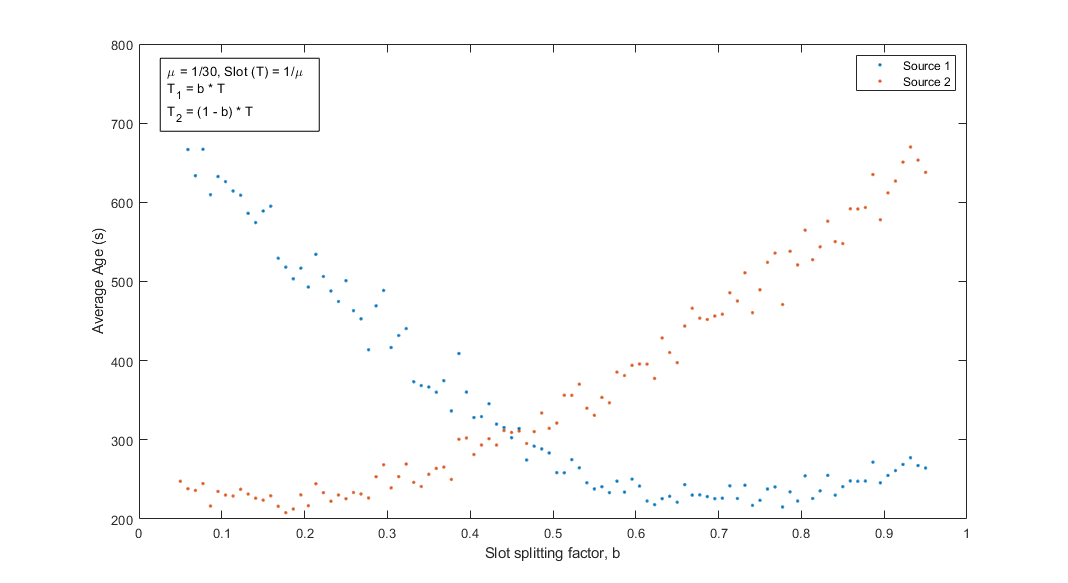 800
700
600
500
400
300
200
0
0.1
0.2
0.3
0.4
0.5
0.6
0.7
0.8
0.9
1
Average Age (s)
Slot splitting factor, b
μ = 1/30, Slot (T) = 1/μ
T1 = b * T
T2 = (1 - b) * T
Source 1
Source 2